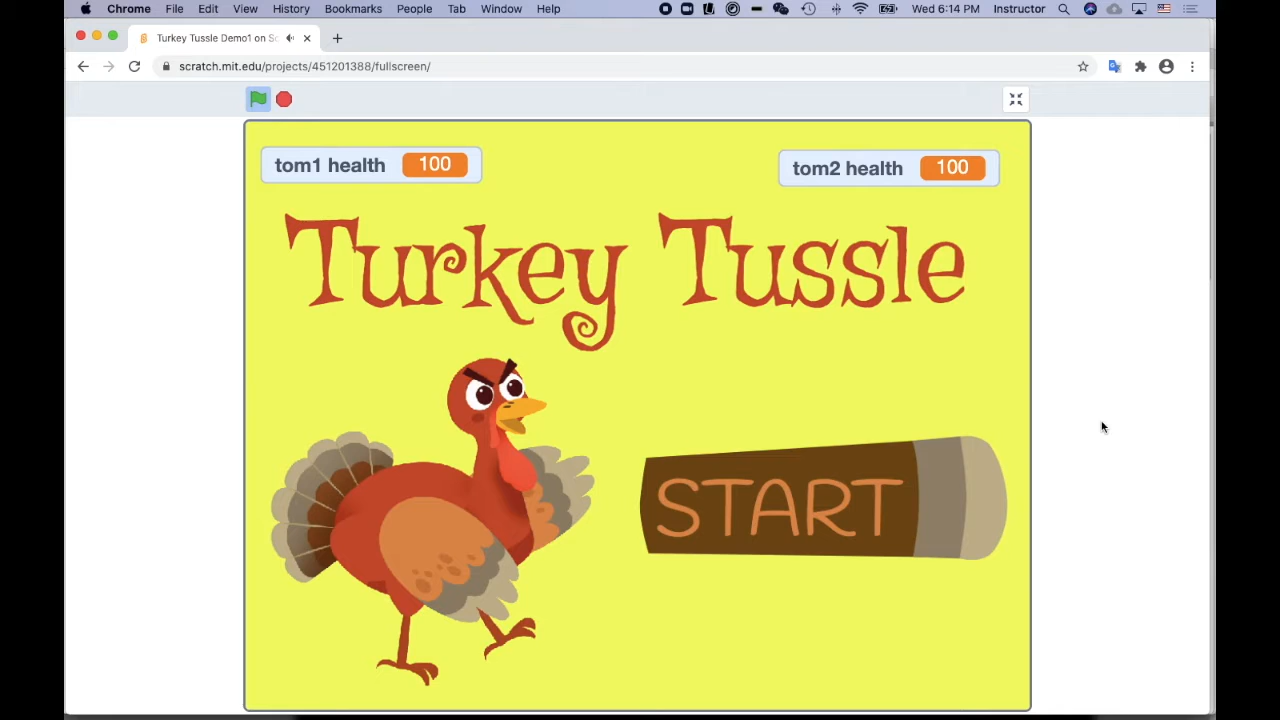 Chrome File Edit View History Bookmarks People Tab Window Help Wed 6:14 PM Instructor
Turkey Tussle Demo1 on Sc
scratch.mit.edu/projects/451201388/fullscreen/
tom1 health 100
tom2 health 100
Turkey Tussle
START